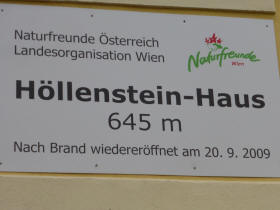 Naturfreunde Österreich
Landesorganisation Wien
Naturfreunde
Wien
Höllenstein-Haus
645 m
Nach Brand wiedereröffnet am 20. 9. 2009